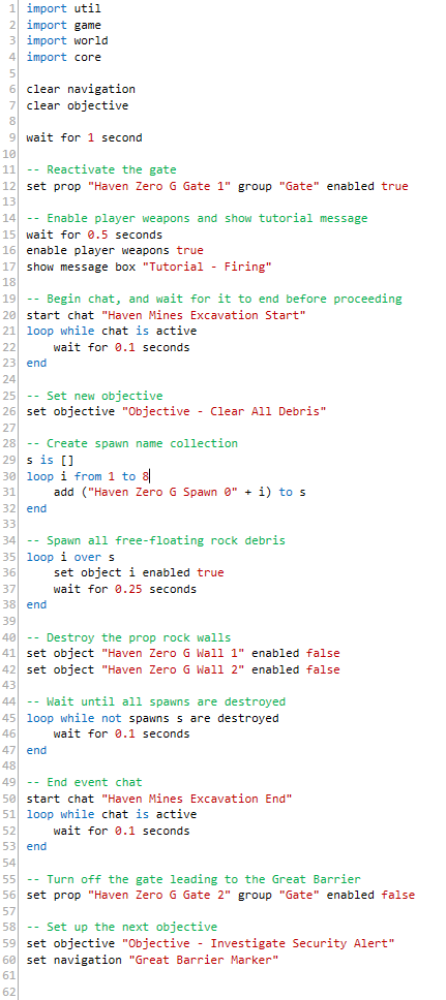 1 import util
2 import game
3 import world
4 import core
5
6 clear navigation
7 clear objective
8
9 wait for 1 second
10
11 -- Reactivate the gate
12 set prop "Haven Zero G Gate 1" group "Gate" enabled true
13
14 -- Enable player weapons and show tutorial message
15 wait for 0.5 seconds
16 enable player weapons true
17 show message box "Tutorial - Firing"
18
19 -- Begin chat, and wait for it to end before proceeding
20 start chat "Haven Mines Excavation Start"
21 loop while chat is active
22     wait for 0.1 seconds
23 end
24
25 -- Set new objective
26 set objective "Objective - Clear All Debris"
27
28 -- Create spawn name collection
29 s is []
30 loop i from 1 to 8
31     add ("Haven Zero G Spawn 0" + i) to s
32 end
33
34 -- Spawn all free-floating rock debris
35 loop i over s
36     set object i enabled true
37     wait for 0.25 seconds
38 end
39
40 -- Destroy the prop rock walls
41 set object "Haven Zero G Wall 1" enabled false
42 set object "Haven Zero G Wall 2" enabled false
43
44 -- Wait until all spawns are destroyed
45 loop while not spawns s are destroyed
46     wait for 0.1 seconds
47 end
48
49 -- End event chat
50 start chat "Haven Mines Excavation End"
51 loop while chat is active
52     wait for 0.1 seconds
53 end
54
55 -- Turn off the gate leading to the Great Barrier
56 set prop "Haven Zero G Gate 2" group "Gate" enabled false
57
58 -- Set up the next objective
59 set objective "Objective - Investigate Security Alert"
60 set navigation "Great Barrier Marker"
61
62